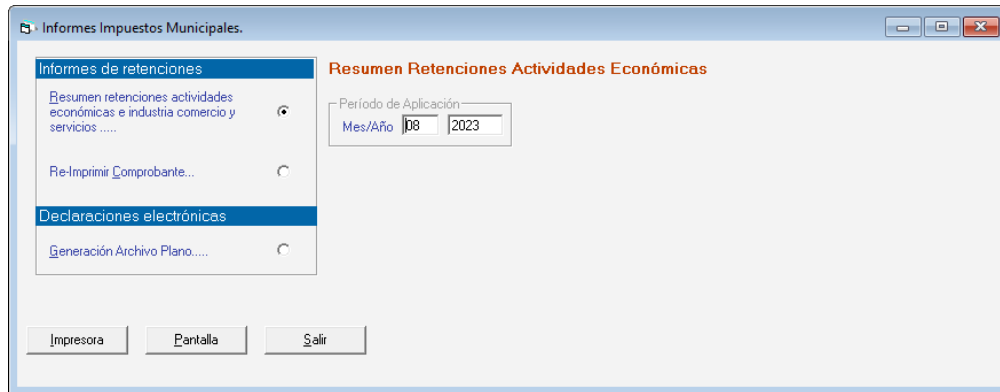 Informes Impuestos Municipales.
Informes de retenciones
Resumen retenciones actividades
económicas e industria comercio y
servicios .....
Re-Imprimir Comprobante...
Declaraciones electrónicas
Generación Archivo Plano.....
Resumen Retenciones Actividades Económicas
Período de Aplicación
Mes/Año 08 2023
Impresora Pantalla Salir